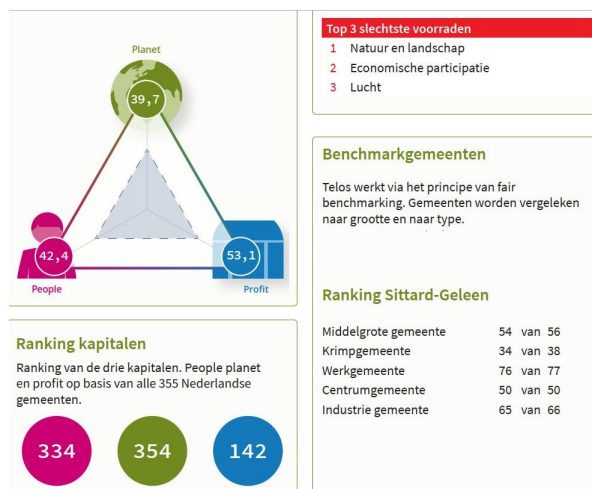 Planet
39,7
42,4
53,1
People
Profit
Ranking kapitalen
Ranking van de drie kapitalen. People planet
en profit op basis van alle 355 Nederlandse
gemeenten.
334
354
142
Top 3 slechtste voorraden
1 Natuur en landschap
2 Economische participatie
3 Lucht
Benchmarkgemeenten
Telos werkt via het principe van fair
benchmarking. Gemeenten worden vergeleken
naar grootte en naar type.
Ranking Sittard-Geleen
Middelgrote gemeente 54 van 56
Krimpgemeente 34 van 38
Werkgemeente 76 van 77
Centrumgemeente 50 van 50
Industrie gemeente 65 van 66